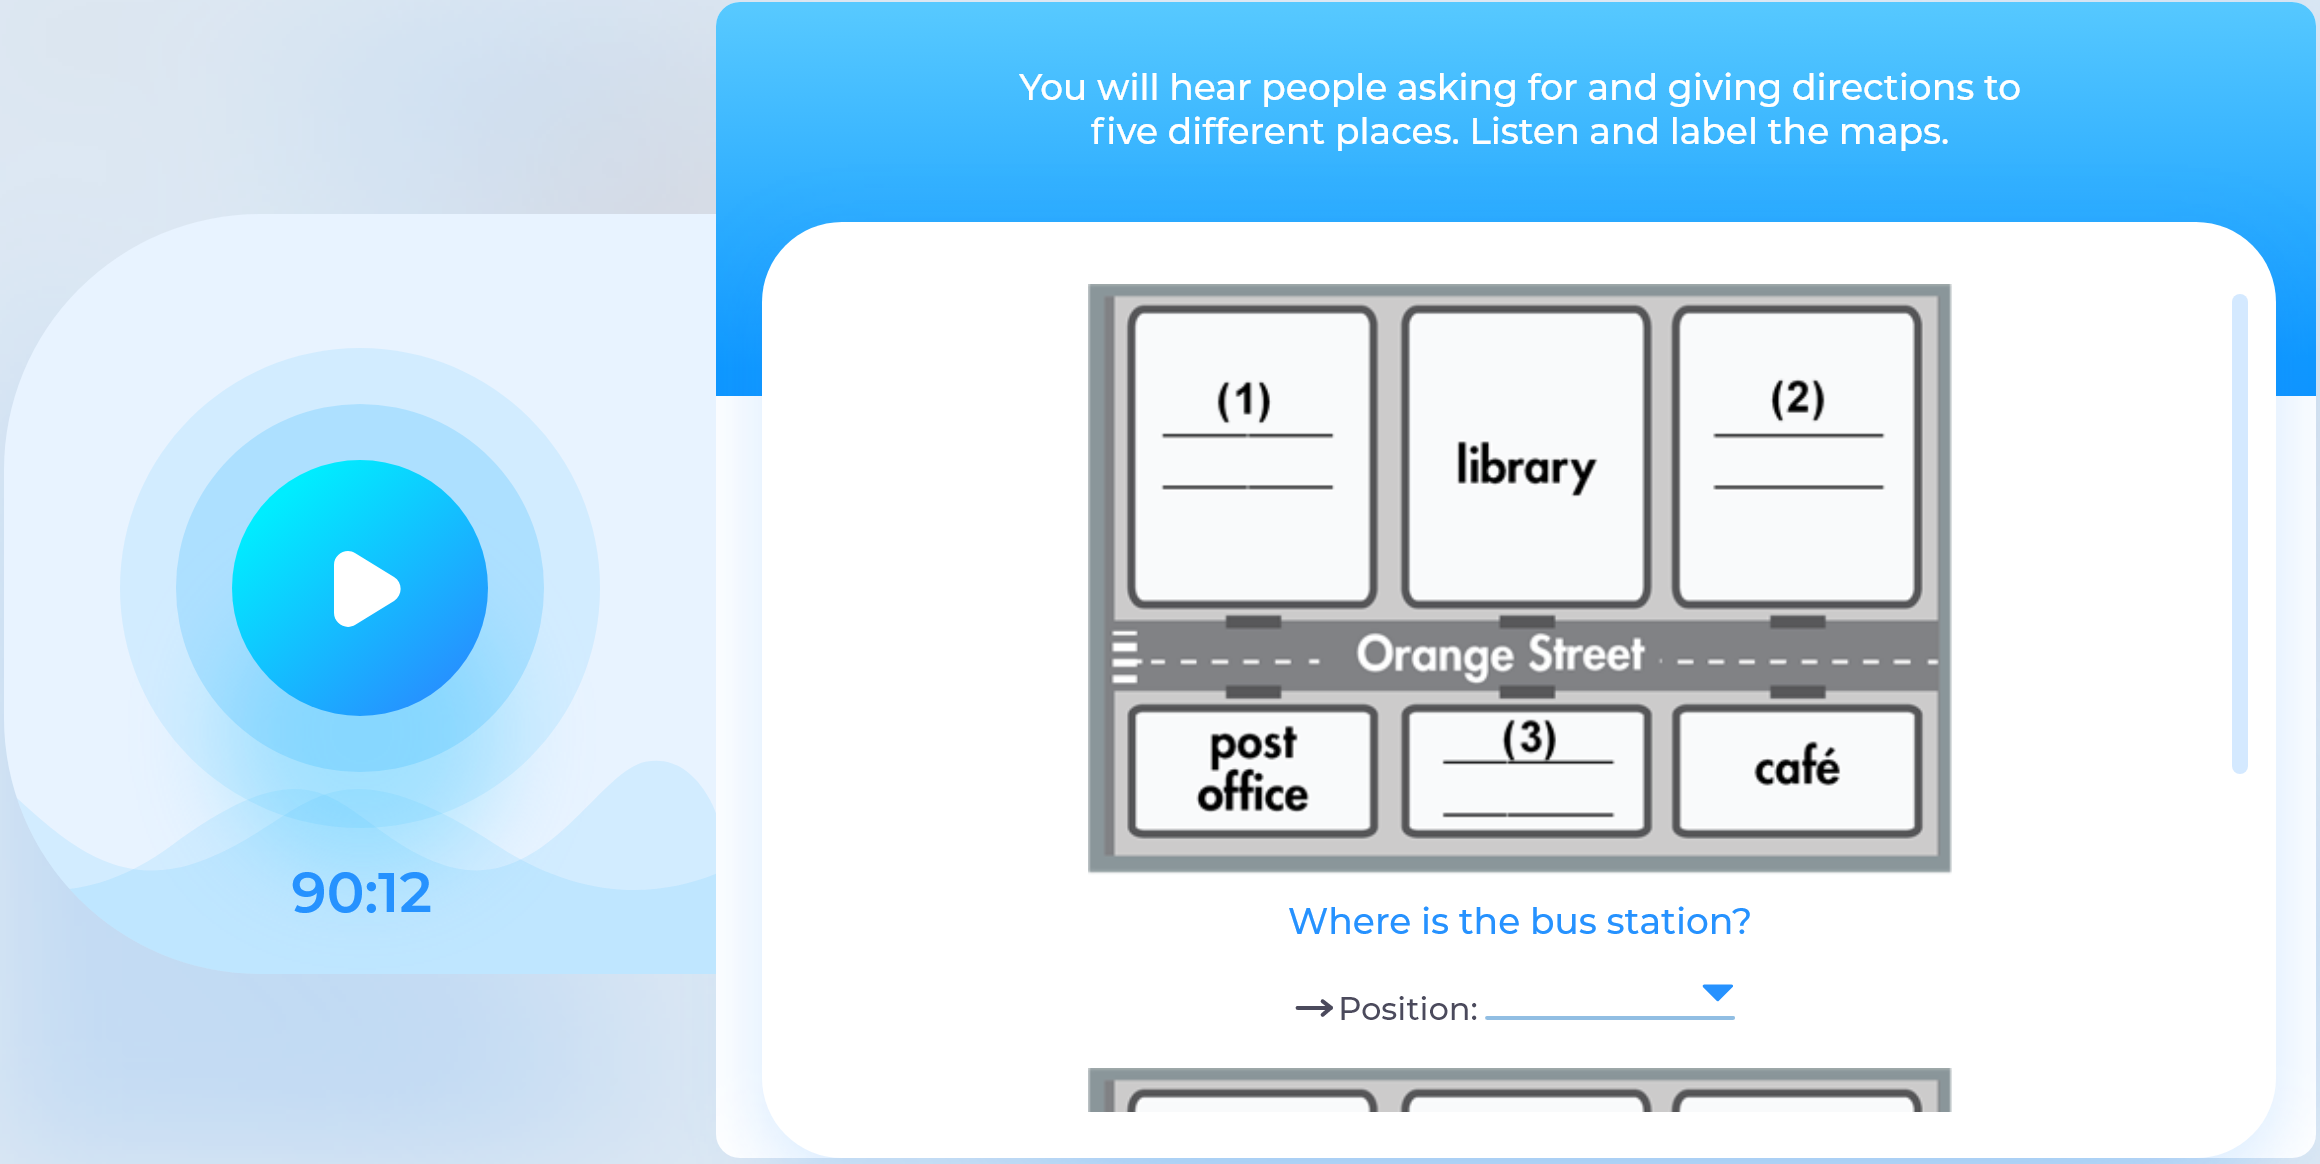 You will hear people asking for and giving directions to
five different places. Listen and label the maps.
(1)
library
(2)
Orange Street
post
office
(3)
café
90:12
Where is the bus station?
→Position: